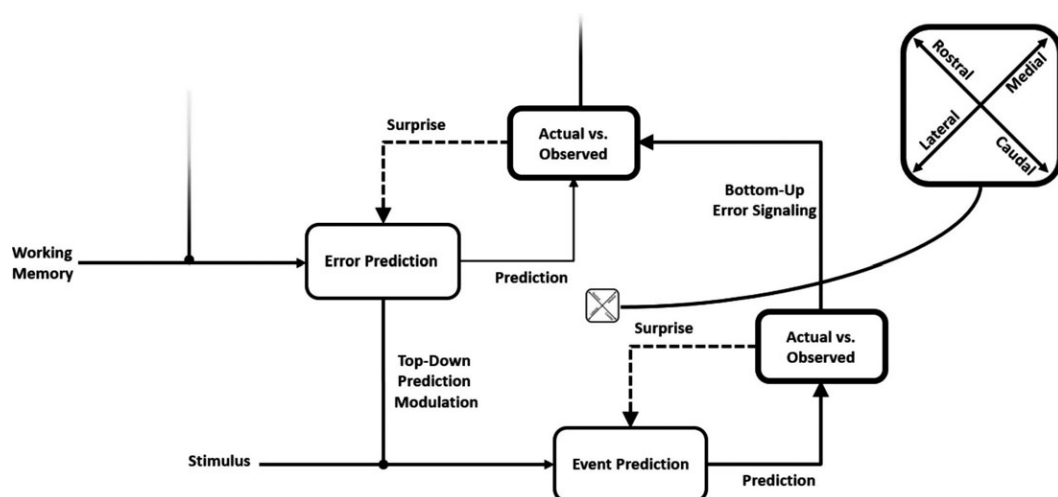 Rostral
Medial
Lateral
Caudal
Surprise
Actual vs.
Observed
Bottom-Up
Error Signaling
Working
Memory
Error Prediction
Prediction
Surprise
Actual vs.
Observed
Top-Down
Prediction
Modulation
Stimulus
Event Prediction
Prediction